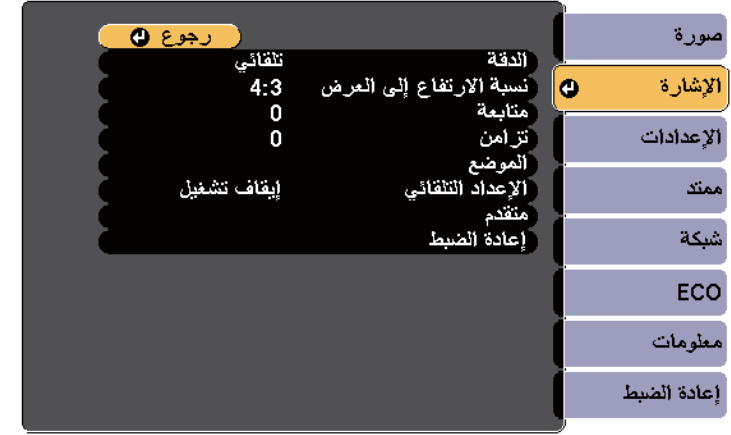 صورة
الإشارة
الإعدادات
ممتد
شبكة
ECO
معلومات
إعادة الضبط
رجوع
الدقة تلقائي
نسبة الارتفاع إلى العرض 4:3
متابعة 0
تزامن 0
الموضع
الإعداد التلقائي إيقاف تشغيل
متقدم
إعادة الضبط